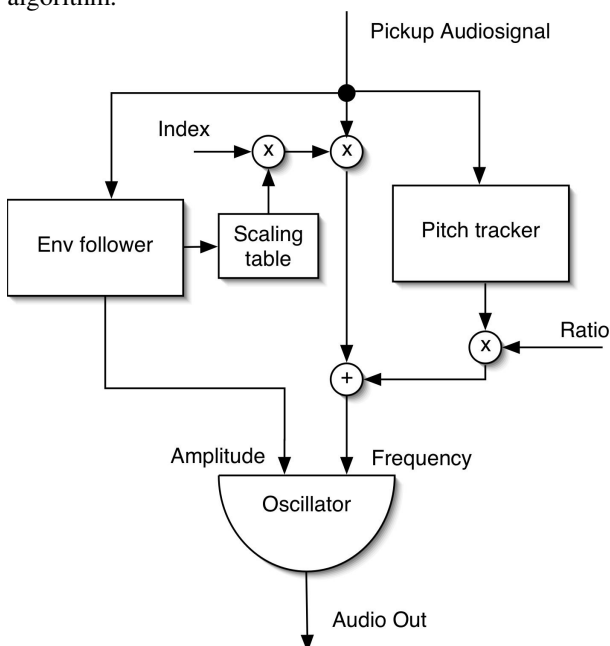 algorithm.
Pickup Audiosignal
Index
x
x
Env follower
Scaling
table
Pitch tracker
x
Ratio
+
Amplitude
Frequency
Oscillator
Audio Out